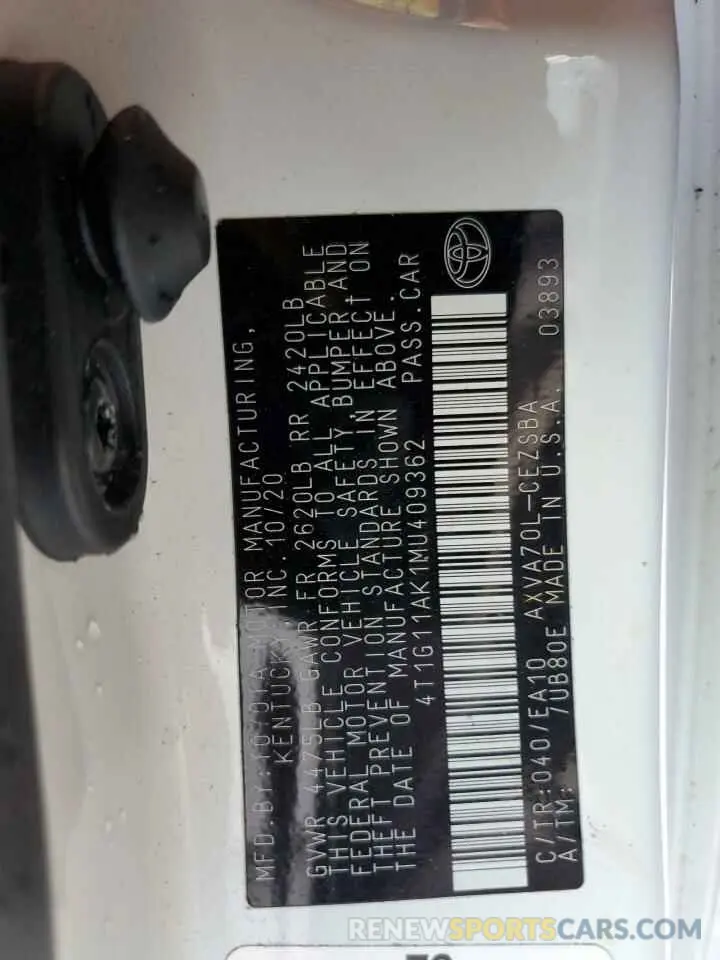 MFD.BY:TOYOTA MOTOR MANUFACTURING,
KENTUCKY, INC. 10/20
GVWR 4475LB GAWR FR 2620LB RR 2420LB
THIS VEHICLE CONFORMS TO ALL APPLICABLE
FEDERAL MOTOR VEHICLE SAFETY, BUMPER, AND
THEFT PREVENTION STANDARDS IN EFFECT ON
THE DATE OF MANUFACTURE SHOWN ABOVE.
4T1G11AK1MU409362 PASS.CAR
C/TR:040/EA10 AXVA70L-CEZSBA 03893
A/TM: 7UB80E MADE IN U.S.A.
RENEWSPORTSCARS.COM